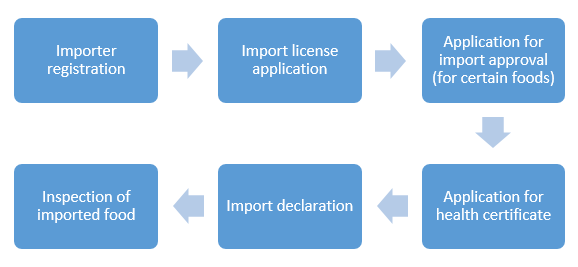 Importer
registration
Import license
application
Application for
import approval
(for certain foods)
Application for
health certificate
Import declaration
Inspection of
imported food